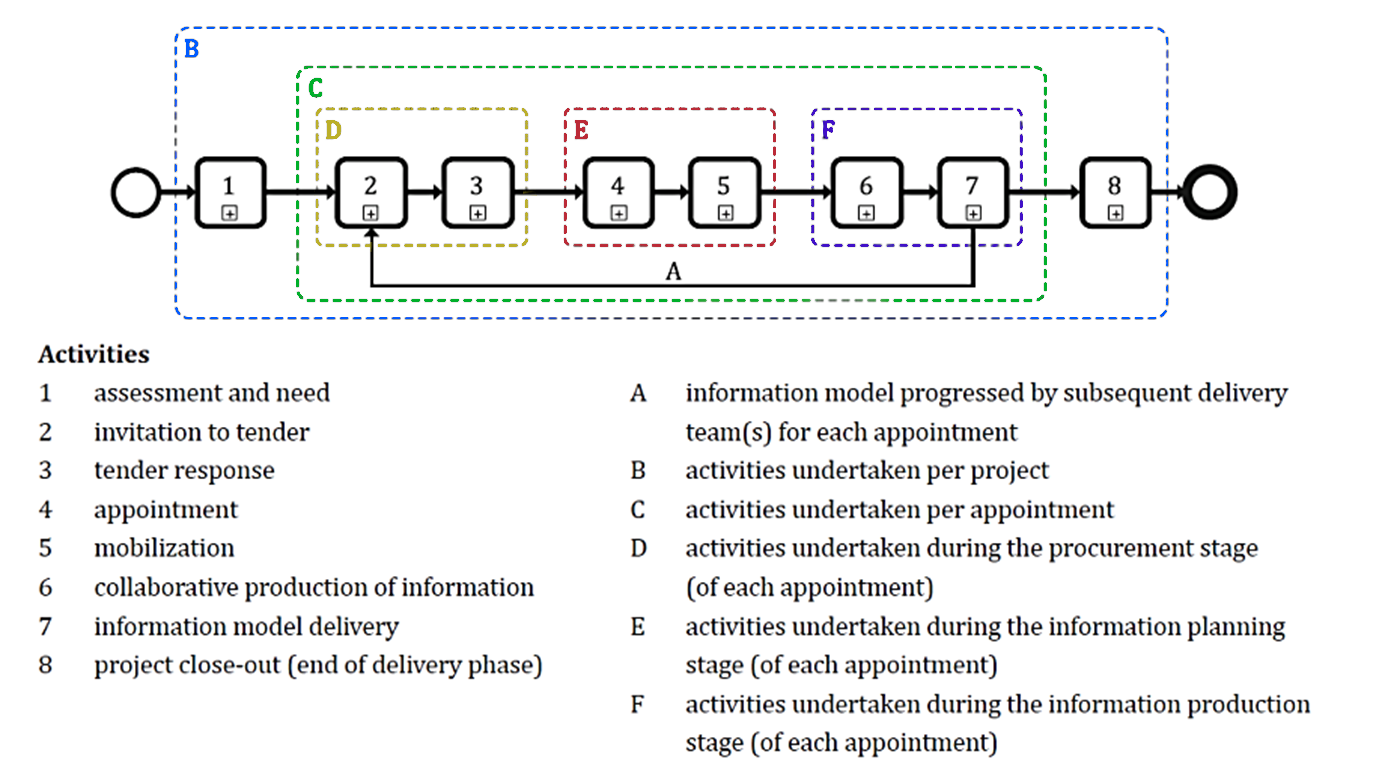 B
C
D
E
F
1
2
3
4
5
6
7
8
A
Activities
1 assessment and need
2 invitation to tender
3 tender response
4 appointment
5 mobilization
6 collaborative production of information
7 information model delivery
8 project close-out (end of delivery phase)
A information model progressed by subsequent delivery
team(s) for each appointment
B activities undertaken per project
C activities undertaken per appointment
D activities undertaken during the procurement stage
(of each appointment)
E activities undertaken during the information planning
stage (of each appointment)
F activities undertaken during the information production
stage (of each appointment)